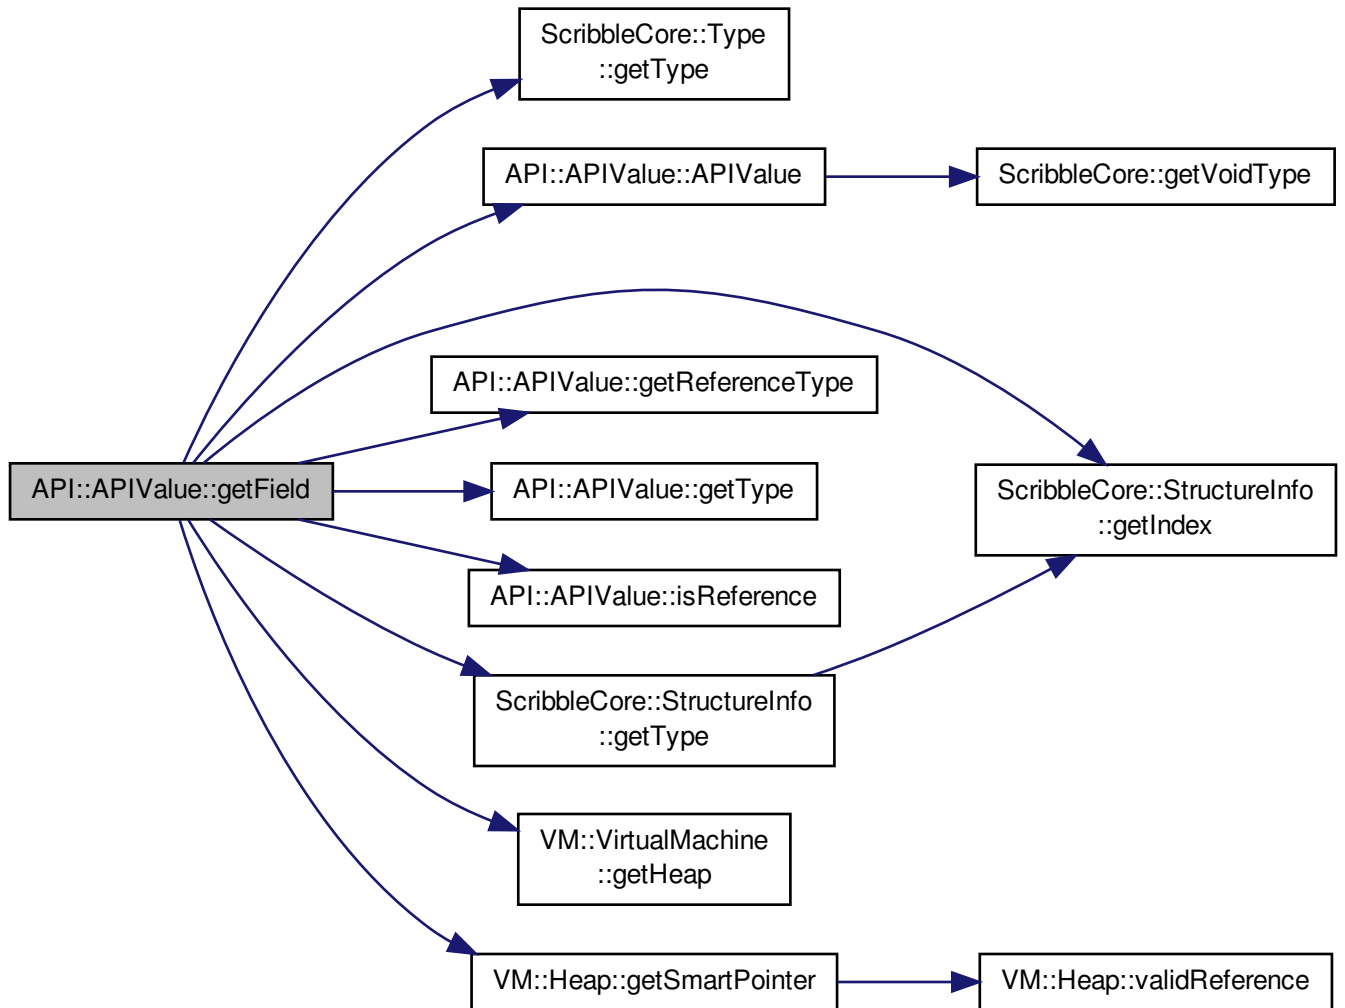 ScribbleCore::Type
::getType
API::APIValue::APIValue
ScribbleCore::getVoidType
API::APIValue::getReferenceType
API::APIValue::getField
API::APIValue::getType
ScribbleCore::StructureInfo
::getIndex
API::APIValue::isReference
ScribbleCore::StructureInfo
::getType
VM::VirtualMachine
::getHeap
VM::Heap::getSmartPointer
VM::Heap::validReference